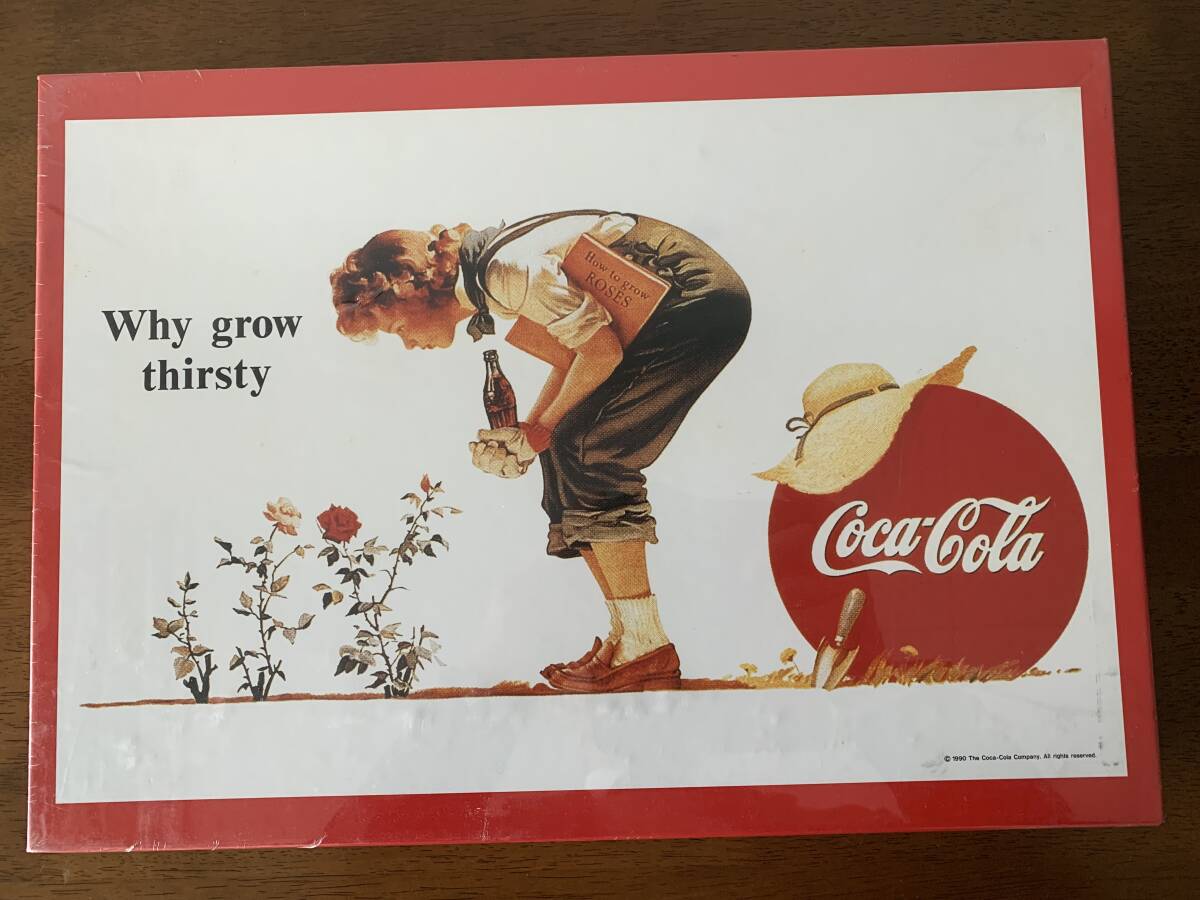 Why grow
thirsty
How to grow
ROSES
Coca-Cola
© 1990 The Coca-Cola Company. All rights reserved.